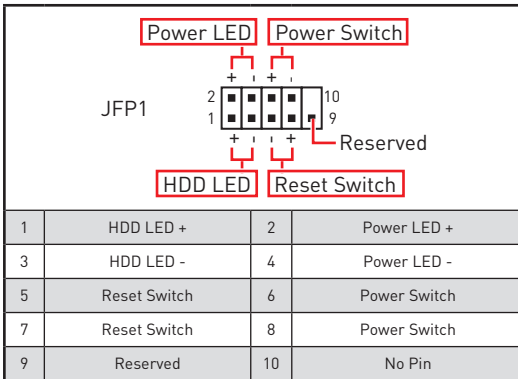 Power LED Power Switch
+ - + -
JFP1
2 10
1 9
+ - - +
Reserved
HDD LED Reset Switch
1 HDD LED + 2 Power LED +
3 HDD LED - 4 Power LED -
5 Reset Switch 6 Power Switch
7 Reset Switch 8 Power Switch
9 Reserved 10 No Pin